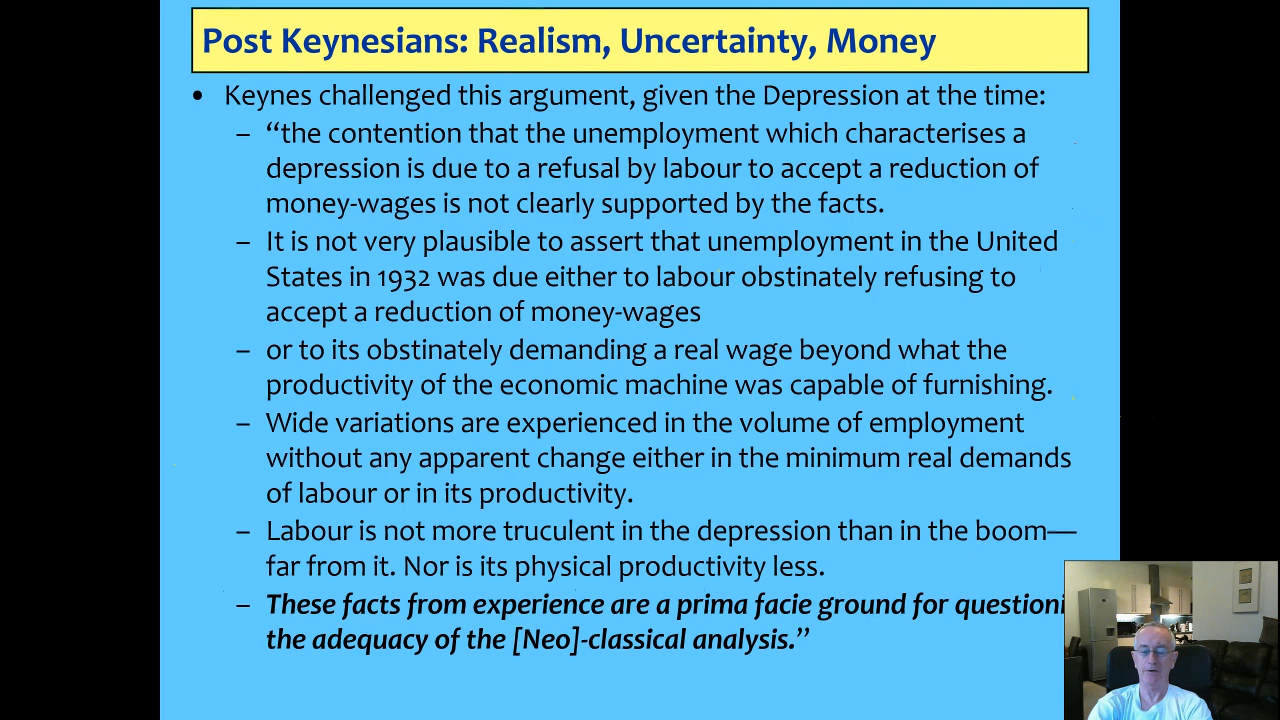 Post Keynesians: Realism, Uncertainty, Money
• Keynes challenged this argument, given the Depression at the time:
– “the contention that the unemployment which characterises a
depression is due to a refusal by labour to accept a reduction of
money-wages is not clearly supported by the facts.
– It is not very plausible to assert that unemployment in the United
States in 1932 was due either to labour obstinately refusing to
accept a reduction of money-wages
– or to its obstinately demanding a real wage beyond what the
productivity of the economic machine was capable of furnishing.
– Wide variations are experienced in the volume of employment
without any apparent change either in the minimum real demands
of labour or in its productivity.
– Labour is not more truculent in the depression than in the boom—
far from it. Nor is its physical productivity less.
– These facts from experience are a prima facie ground for questioni
the adequacy of the [Neo]-classical analysis.”